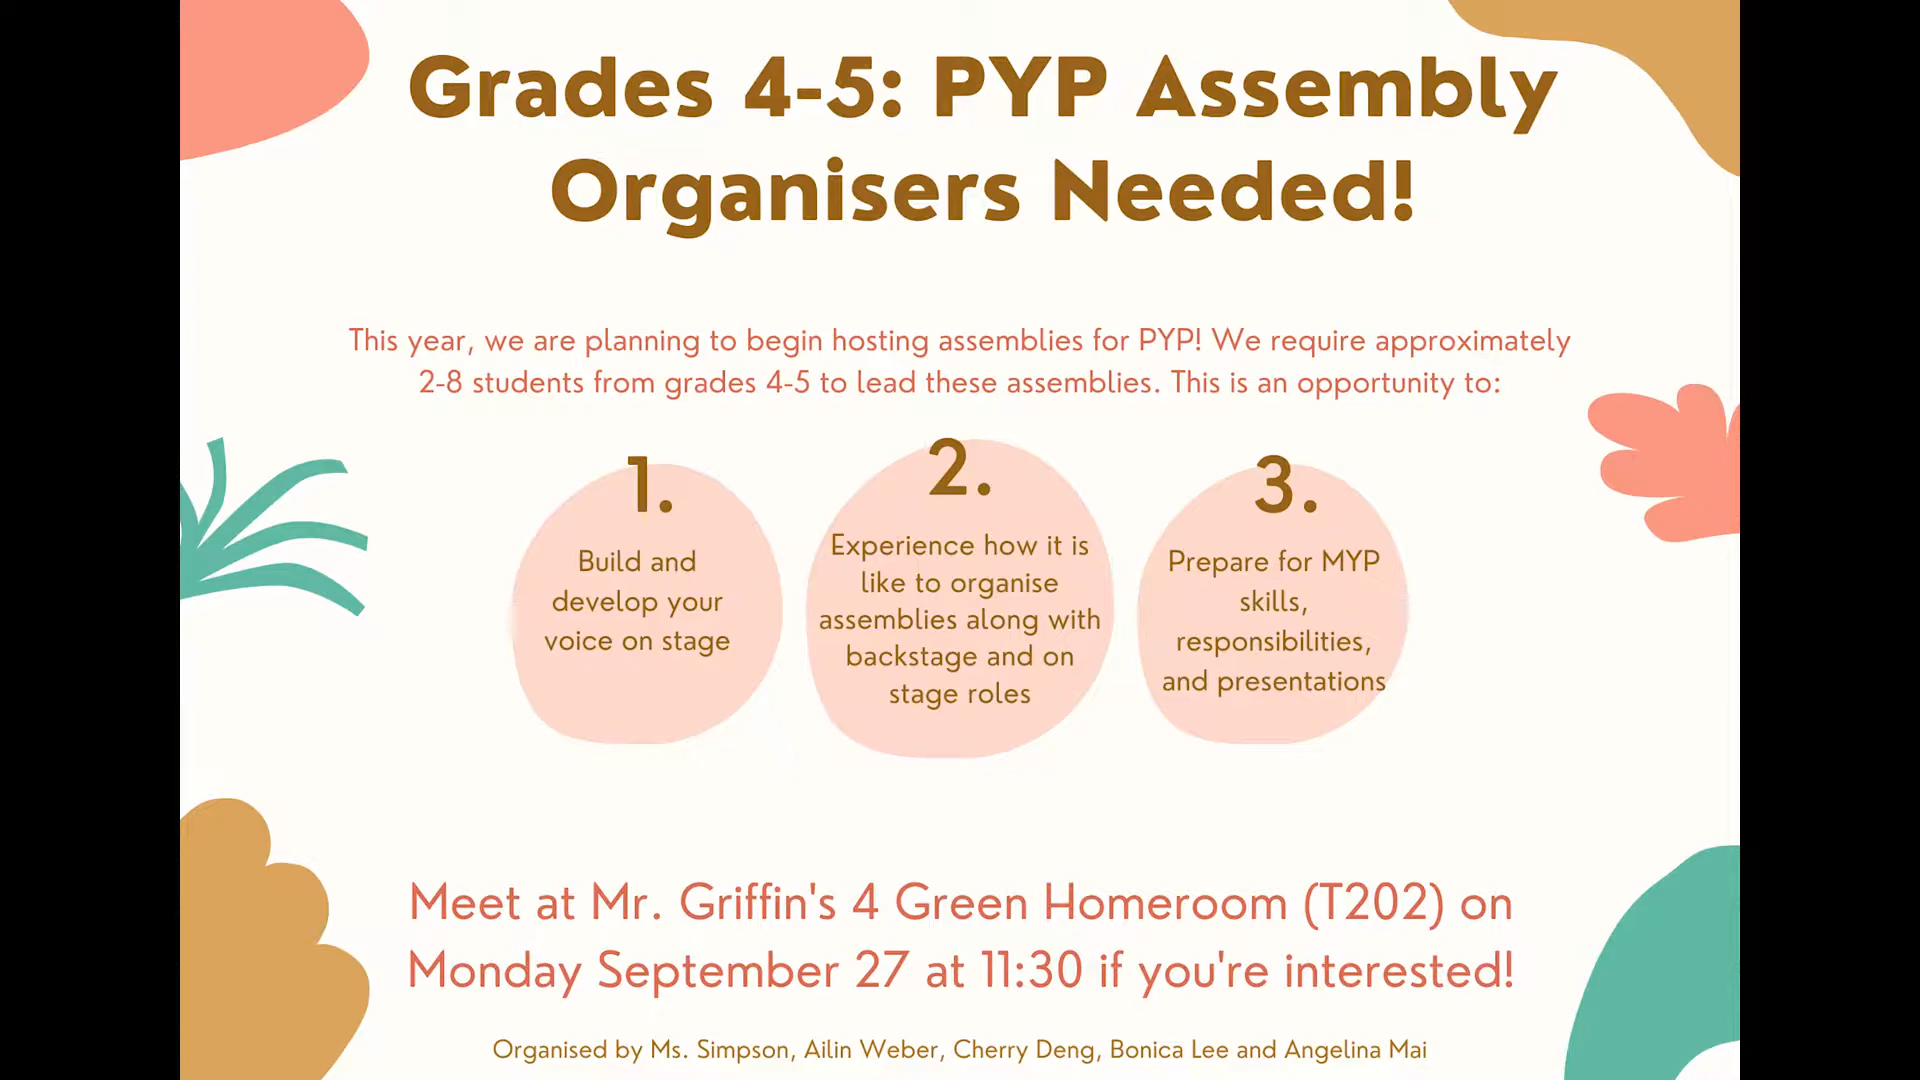 Grades 4-5: PYP Assembly
Organisers Needed!
This year, we are planning to begin hosting assemblies for PYP! We require approximately
2-8 students from grades 4-5 to lead these assemblies. This is an opportunity to:
1.
Build and
develop your
voice on stage
2.
Experience how it is
like to organise
assemblies along with
backstage and on
stage roles
3.
Prepare for MYP
skills,
responsibilities,
and presentations
Meet at Mr. Griffin's 4 Green Homeroom (T202) on
Monday September 27 at 11:30 if you're interested!
Organised by Ms. Simpson, Ailin Weber, Cherry Deng, Bonica Lee and Angelina Mai